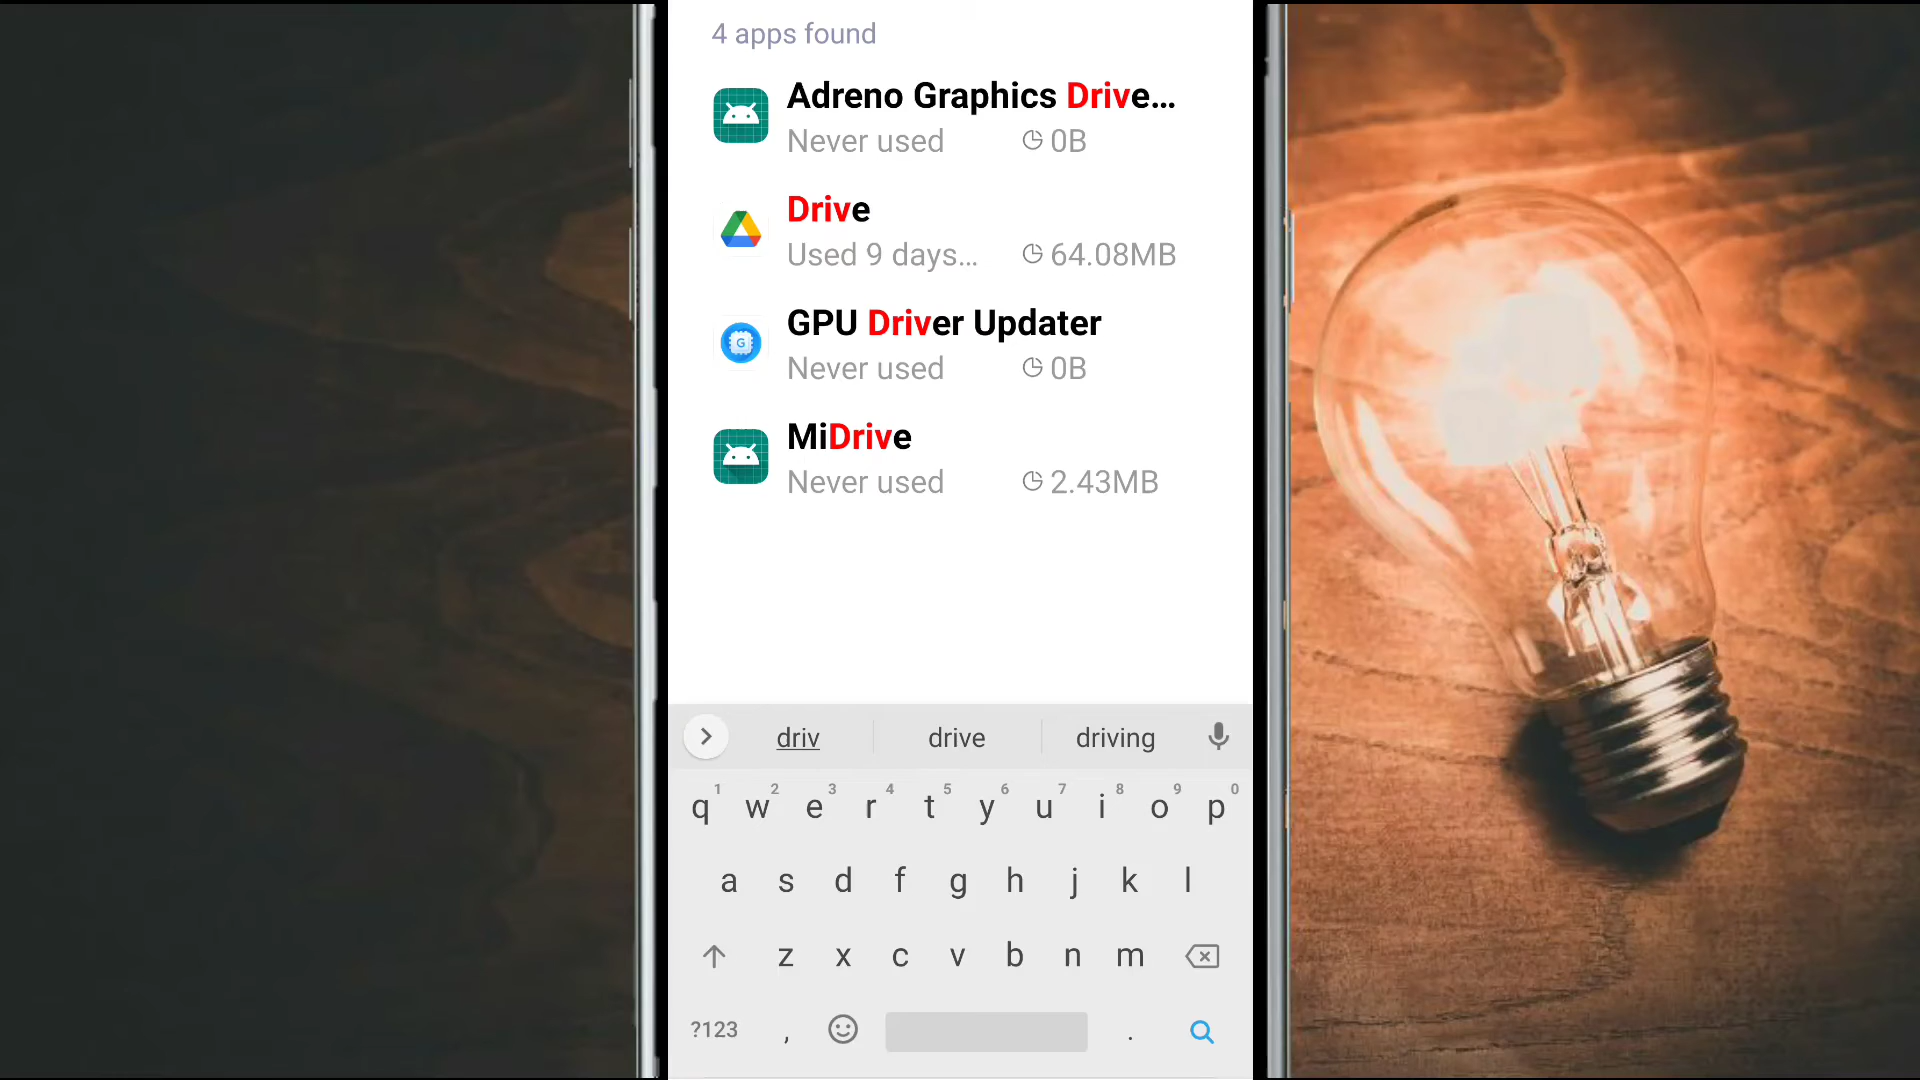 4 apps found
Adreno Graphics Drive...
Never used 0B
Drive
Used 9 days... 64.08MB
G
GPU Driver Updater
Never used 0B
MiDrive
Never used 2.43MB
driv drive driving
1 2 3 4 5 6 7 8 9 0
q w e r t y u i o p
a s d f g h j k l
z x c v b n m
?123 , .